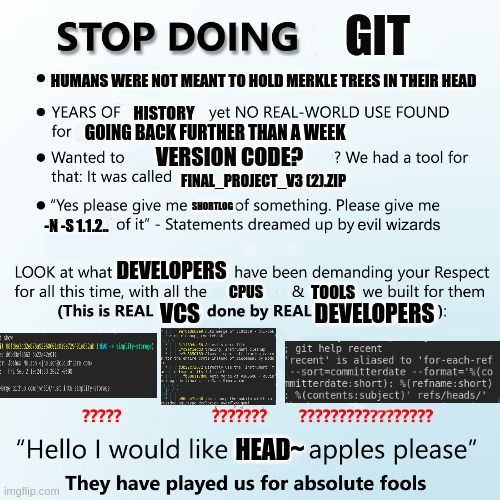 STOP DOING GIT
• HUMANS WERE NOT MEANT TO HOLD MERKLE TREES IN THEIR HEAD
• YEARS OF HISTORY yet NO REAL-WORLD USE FOUND
for GOING BACK FURTHER THAN A WEEK
• Wanted to VERSION CODE? ? We had a tool for
that: It was called FINAL_PROJECT_V3 (2).ZIP
• “Yes please give me SHORTLOG of something. Please give me
-N -S 1.1.2.. of it” - Statements dreamed up by evil wizards
LOOK at what DEVELOPERS have been demanding your Respect
for all this time, with all the CPUS & TOOLS we built for them
(This is REAL VCS done by REAL DEVELOPERS ):
show
; git help recent
'recent' is aliased to 'for-each-ref
--sort=committerdate --format='%(co
mmitterdate:short): %(refname:short)
: %(contents:subject)' refs/heads/'
????? ??????? ?????????????????
“Hello I would like HEAD~ apples please”
They have played us for absolute fools
imgflip.com